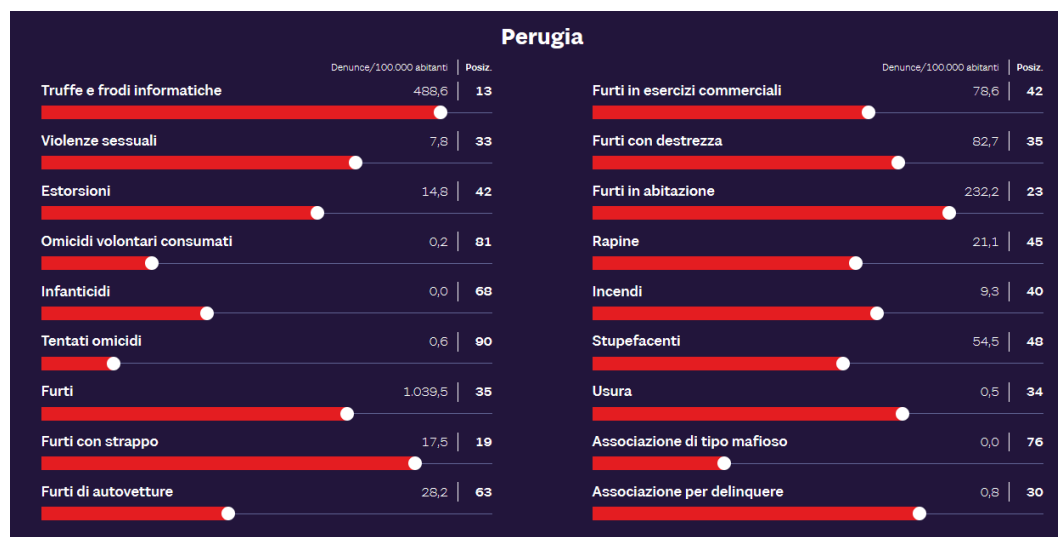 Perugia
Denunce/100.000 abitanti Posiz.
Truffe e frodi informatiche 488,6 13
Violenze sessuali 7,8 33
Estorsioni 14,8 42
Omicidi volontari consumati 0,2 81
Infanticidi 0,0 68
Tentati omicidi 0,6 90
Furti 1.039,5 35
Furti con strappo 17,5 19
Furti di autovetture 28,2 63
Denunce/100.000 abitanti Posiz.
Furti in esercizi commerciali 78,6 42
Furti con destrezza 82,7 35
Furti in abitazione 232,2 23
Rapine 21,1 45
Incendi 9,3 40
Stupefacenti 54,5 48
Usura 0,5 34
Associazione di tipo mafioso 0,0 76
Associazione per delinquere 0,8 30